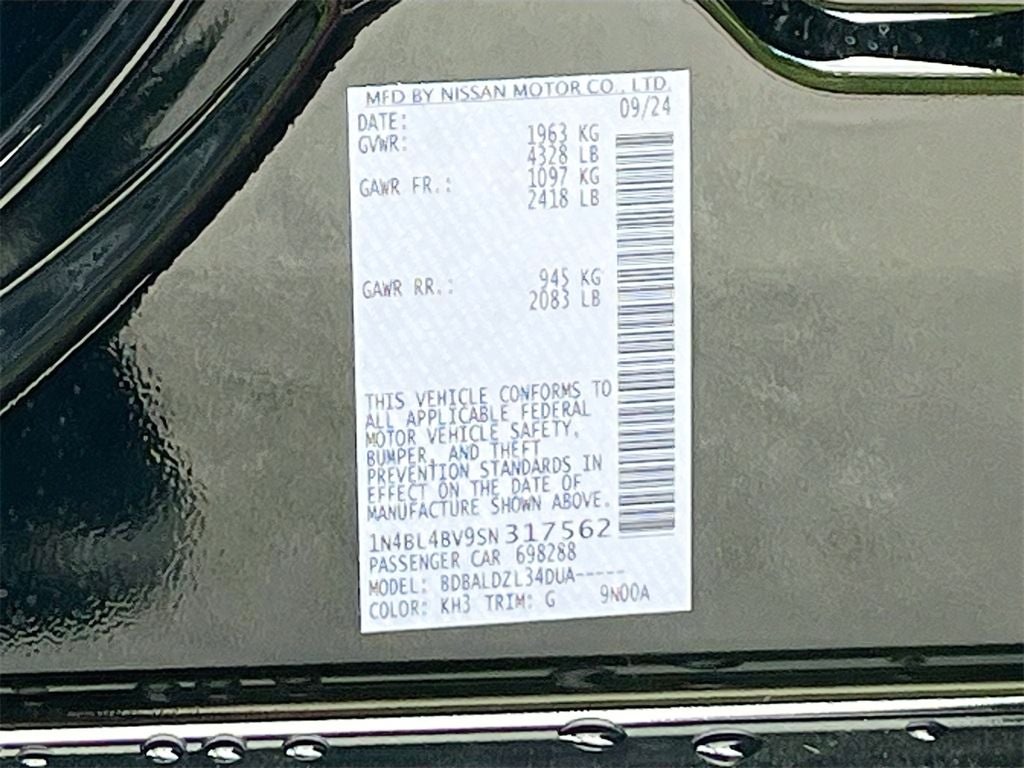 MFD BY NISSAN MOTOR CO., LTD.
DATE: 09/24
GVWR: 1963 KG
4328 LB
GAWR FR.: 1097 KG
2418 LB
GAWR RR.: 945 KG
2083 LB
THIS VEHICLE CONFORMS TO
ALL APPLICABLE FEDERAL
MOTOR VEHICLE SAFETY,
BUMPER, AND THEFT
PREVENTION STANDARDS IN
EFFECT ON THE DATE OF
MANUFACTURE SHOWN ABOVE.
1N4BL4BV9SN317562
PASSENGER CAR 698288
MODEL: BDBALDZL34DUA-----
COLOR: KH3 TRIM: G 9N00A